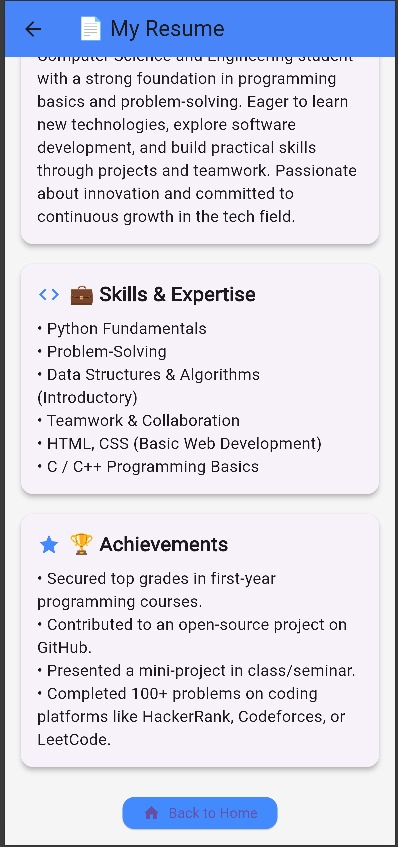 📄 My Resume
Computer Science and Engineering student
with a strong foundation in programming
basics and problem-solving. Eager to learn
new technologies, explore software
development, and build practical skills
through projects and teamwork. Passionate
about innovation and committed to
continuous growth in the tech field.
<> 💼 Skills & Expertise
• Python Fundamentals
• Problem-Solving
• Data Structures & Algorithms
(Introductory)
• Teamwork & Collaboration
• HTML, CSS (Basic Web Development)
• C / C++ Programming Basics
🏆 Achievements
• Secured top grades in first-year
programming courses.
• Contributed to an open-source project on
GitHub.
• Presented a mini-project in class/seminar.
• Completed 100+ problems on coding
platforms like HackerRank, Codeforces, or
LeetCode.
Back to Home